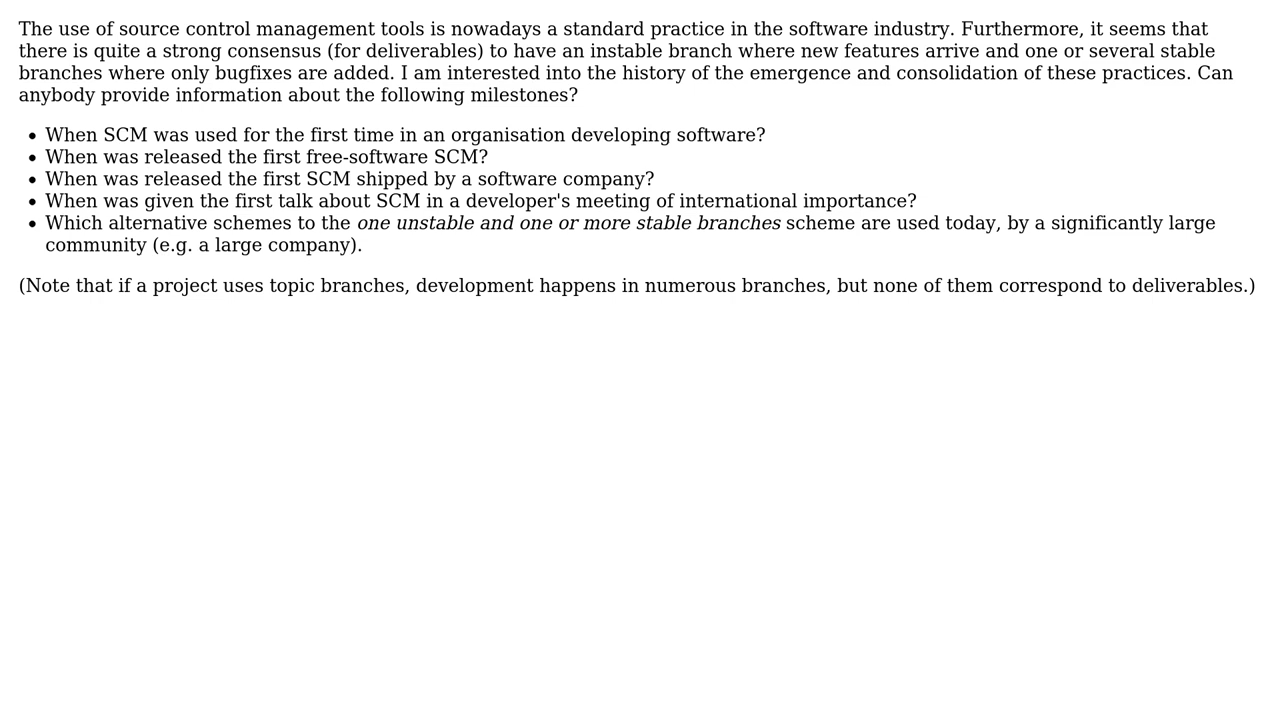 The use of source control management tools is nowadays a standard practice in the software industry. Furthermore, it seems that
there is quite a strong consensus (for deliverables) to have an instable branch where new features arrive and one or several stable
branches where only bugfixes are added. I am interested into the history of the emergence and consolidation of these practices. Can
anybody provide information about the following milestones?
• When SCM was used for the first time in an organisation developing software?
• When was released the first free-software SCM?
• When was released the first SCM shipped by a software company?
• When was given the first talk about SCM in a developer's meeting of international importance?
• Which alternative schemes to the one unstable and one or more stable branches scheme are used today, by a significantly large
community (e.g. a large company).
(Note that if a project uses topic branches, development happens in numerous branches, but none of them correspond to deliverables.)